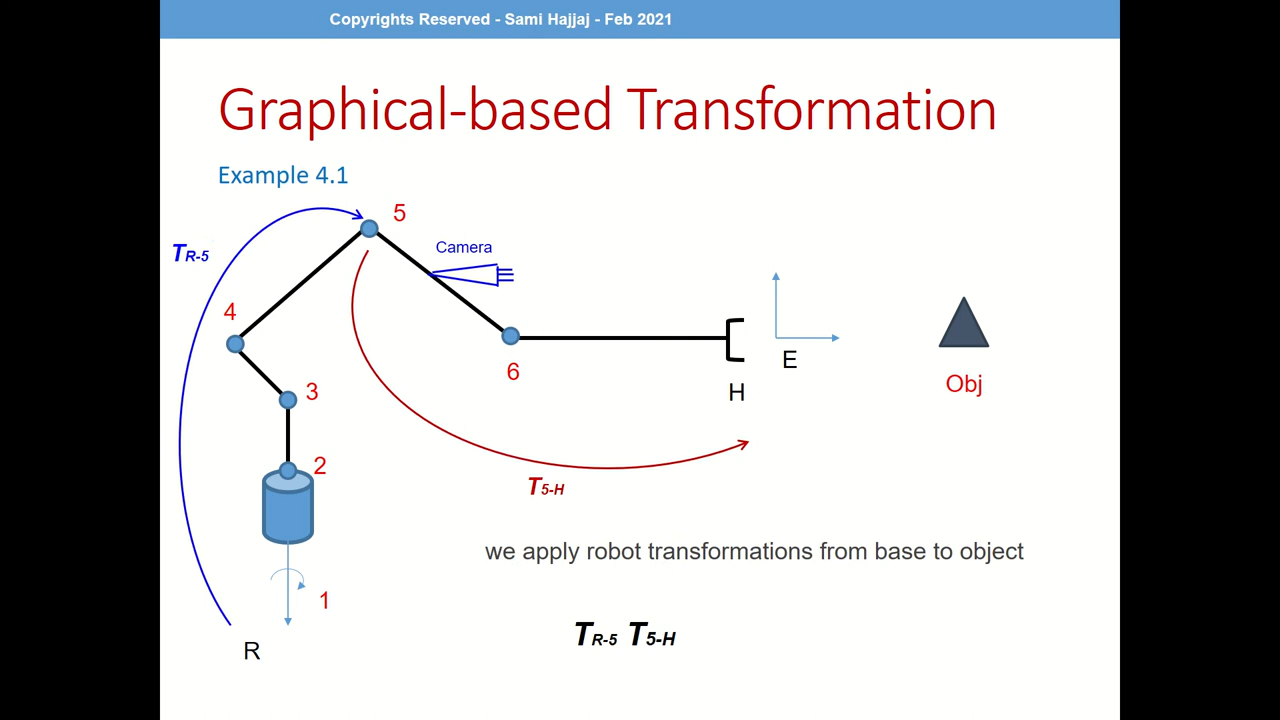 Copyrights Reserved - Sami Hajjaj - Feb 2021
Graphical-based Transformation
Example 4.1
5
TR-5
Camera
4
6
E
Obj
3
H
2
T5-H
we apply robot transformations from base to object
1
TR-5 T5-H
R